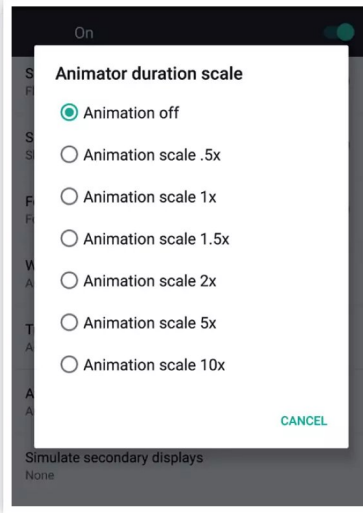 On
Animator duration scale
Animation off
Animation scale .5x
Animation scale 1x
Animation scale 1.5x
Animation scale 2x
Animation scale 5x
Animation scale 10x
CANCEL
Simulate secondary displays
None